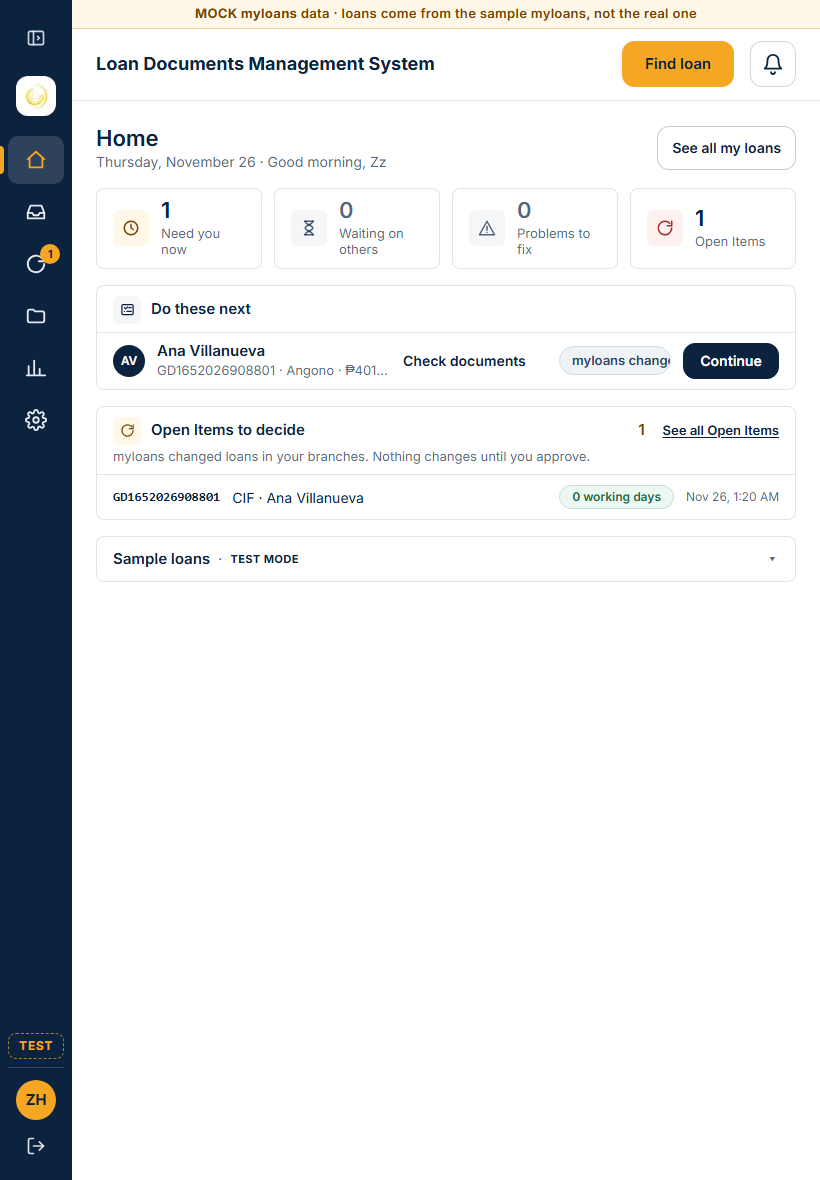 MOCK myloans data · loans come from the sample myloans, not the real one
Loan Documents Management System
Find loan
Home
Thursday, November 26 · Good morning, Zz
See all my loans
1
Need you
now
0
Waiting on
others
0
Problems to
fix
1
Open Items
1
Do these next
AV
Ana Villanueva
GD1652026908801 · Angono · ₱401...
Check documents
myloans change
Continue
Open Items to decide
1
See all Open Items
myloans changed loans in your branches. Nothing changes until you approve.
GD1652026908801 CIF · Ana Villanueva
0 working days
Nov 26, 1:20 AM
Sample loans · TEST MODE
TEST
ZH